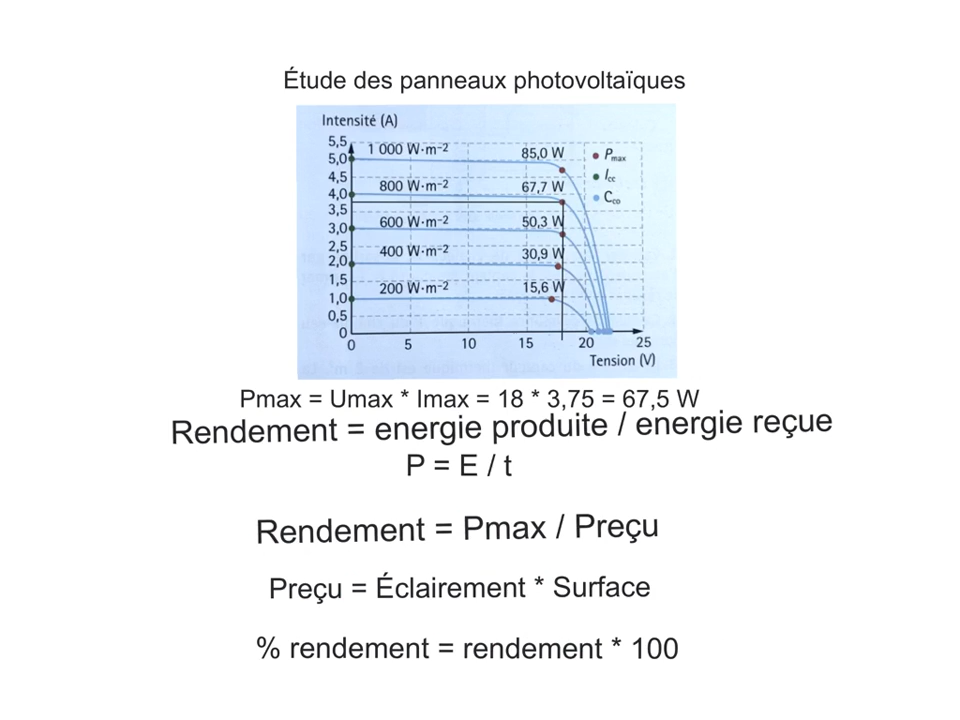 Étude des panneaux photovoltaïques
Intensité (A)
5,5
5,0
4,5
4,0
3,5
3,0
2,5
2,0
1,5
1,0
0,5
0
1 000 W·m−2
85,0 W
800 W·m−2
67,7 W
600 W·m−2
50,3 W
400 W·m−2
30,9 W
200 W·m−2
15,6 W
Pmax
Icc
Cco
0 5 10 15 20 25
Tension (V)
Pmax = Umax * Imax = 18 * 3,75 = 67,5 W
Rendement = energie produite / energie reçue
P = E / t
Rendement = Pmax / Preçu
Preçu = Éclairement * Surface
% rendement = rendement * 100